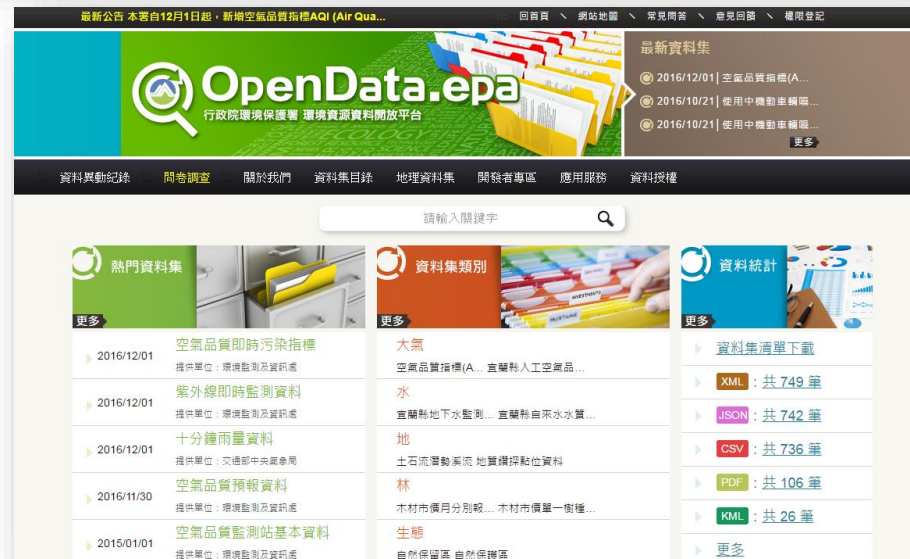 最新公告 本署自12月1日起，新增空氣品質指標AQI (Air Qua...
::: 回首頁 \ 網站地圖 \ 常見問答 \ 意見回饋 \ 權限登記
OpenData.epa
行政院環境保護署 環境資源資料開放平台
最新資料集
2016/12/01| 空氣品質指標(A...
2016/10/21| 使用中機動車輛噪...
2016/10/21| 使用中機動車輛噪...
更多
資料異動紀錄 ::: 問卷調查 ::: 關於我們 資料集目錄 地理資料集 開發者專區 應用服務 資料授權
請輸入關鍵字
熱門資料集
更多
2016/12/01 空氣品質即時污染指標
提供單位：環境監測及資訊處
2016/12/01 紫外線即時監測資料
提供單位：環境監測及資訊處
2016/12/01 十分鐘雨量資料
提供單位：交通部中央氣象局
2016/11/30 空氣品質預報資料
提供單位：環境監測及資訊處
2015/01/01 空氣品質監測站基本資料
提供單位：環境監測及資訊處
資料集類別
INVESTMENTS
更多
大氣
空氣品質指標(A... 宜蘭縣人工空氣品...
水
宜蘭縣地下水監測... 宜蘭縣自來水水質...
地
土石流潛勢溪流 地質鑽探點位資料
林
木材市價月分別報... 木材市價單一樹種...
生態
自然保留區 自然保護區
資料統計
更多
資料集清單下載
XML：共 749 筆
JSON：共 742 筆
CSV：共 736 筆
PDF：共 106 筆
KML：共 26 筆
更多